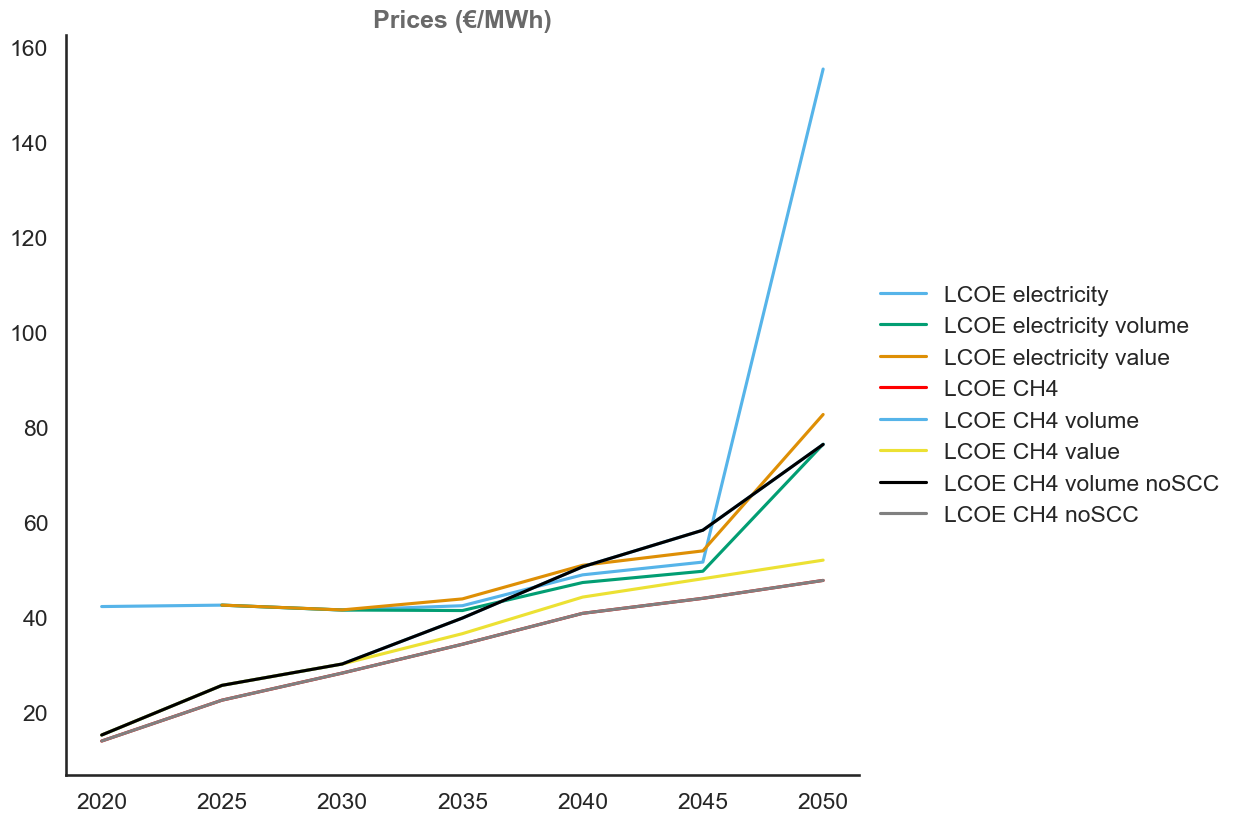 Prices (€/MWh)
160
140
120
100
80
60
40
20
2020 2025 2030 2035 2040 2045 2050
LCOE electricity
LCOE electricity volume
LCOE electricity value
LCOE CH4
LCOE CH4 volume
LCOE CH4 value
LCOE CH4 volume noSCC
LCOE CH4 noSCC